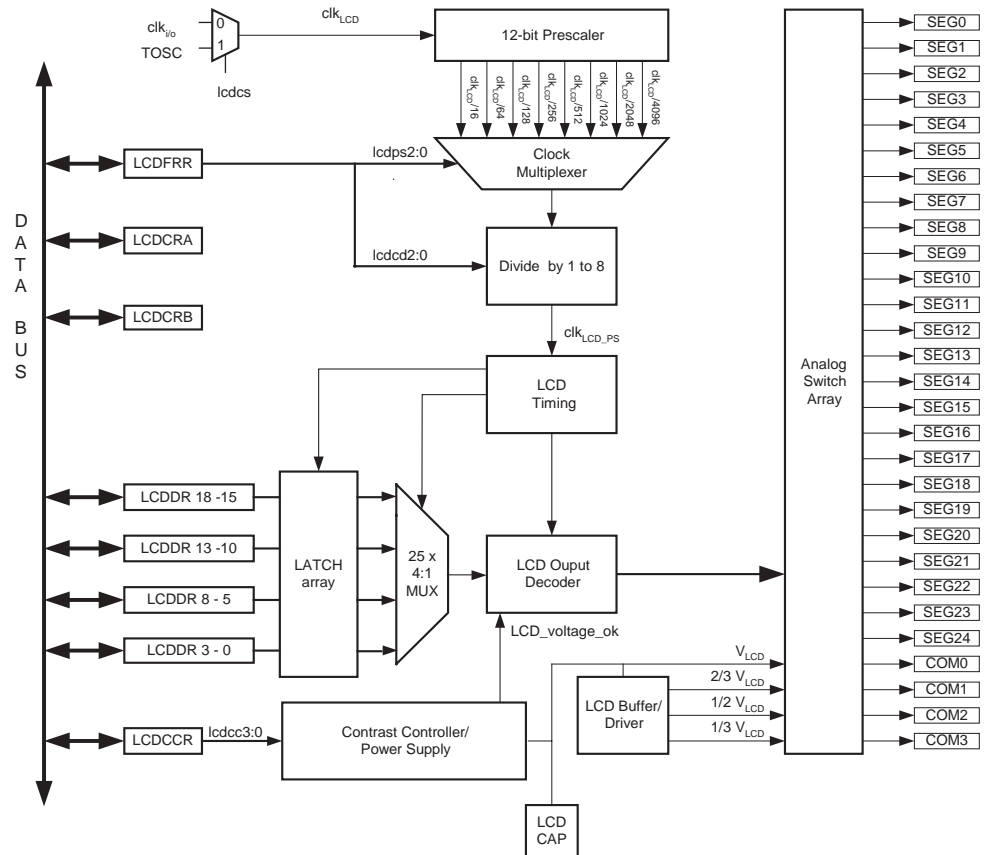 clk_i/o
0
TOSC
1
lcdcs
clk_LCD
12-bit Prescaler
clk_LCD/16
clk_LCD/64
clk_LCD/128
clk_LCD/256
clk_LCD/512
clk_LCD/1024
clk_LCD/2048
clk_LCD/4096
Clock
Multiplexer
LCDFRR
lcdps2:0
lcdcd2:0
Divide by 1 to 8
LCDCRA
LCDCRB
DATA BUS
clk_LCD_PS
LCD
Timing
LCDDR 18 -15
LCDDR 13 -10
LCDDR 8 - 5
LCDDR 3 - 0
LATCH
array
25 x
4:1
MUX
LCD Ouput
Decoder
LCD_voltage_ok
LCDCCR
lcdcc3:0
Contrast Controller/
Power Supply
LCD
CAP
LCD Buffer/
Driver
V_LCD
2/3 V_LCD
1/2 V_LCD
1/3 V_LCD
Analog
Switch
Array
SEG0
SEG1
SEG2
SEG3
SEG4
SEG5
SEG6
SEG7
SEG8
SEG9
SEG10
SEG11
SEG12
SEG13
SEG14
SEG15
SEG16
SEG17
SEG18
SEG19
SEG20
SEG21
SEG22
SEG23
SEG24
COM0
COM1
COM2
COM3